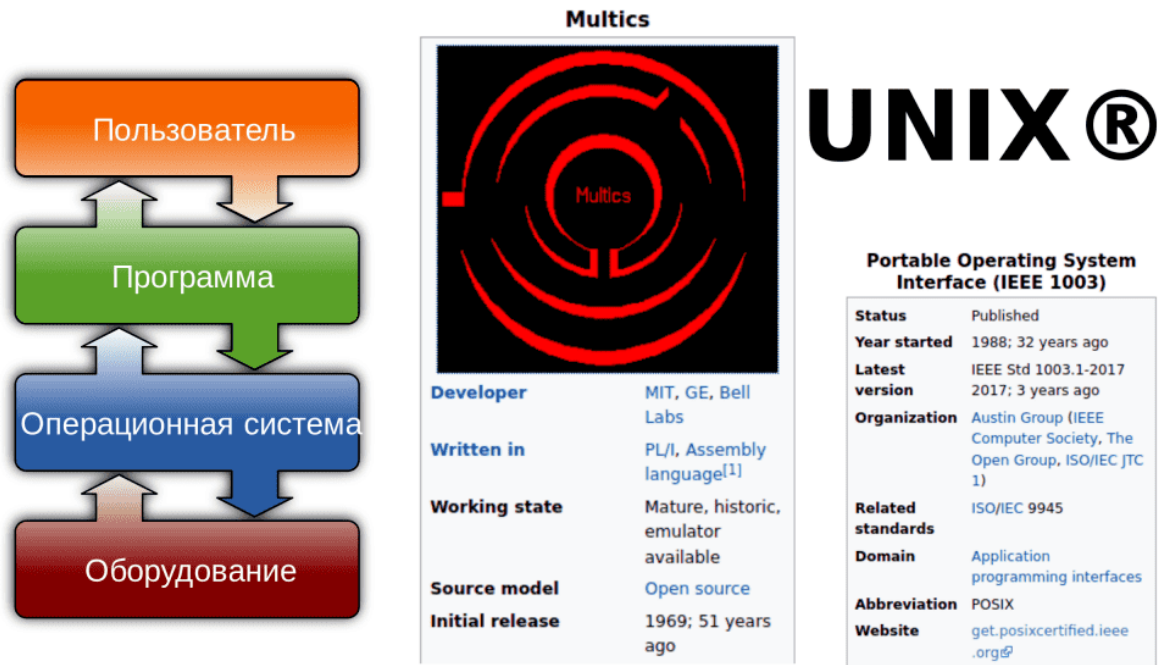 Пользователь
Программа
Операционная система
Оборудование
Multics
Multics
Developer MIT, GE, Bell
Labs
Written in PL/I, Assembly
language[1]
Working state Mature, historic,
emulator
available
Source model Open source
Initial release 1969; 51 years
ago
UNIX®
Portable Operating System
Interface (IEEE 1003)
Status Published
Year started 1988; 32 years ago
Latest IEEE Std 1003.1-2017
version 2017; 3 years ago
Organization Austin Group (IEEE
Computer Society, The
Open Group, ISO/IEC JTC
1)
Related ISO/IEC 9945
standards
Domain Application
programming interfaces
Abbreviation POSIX
Website get.posixcertified.ieee
.org